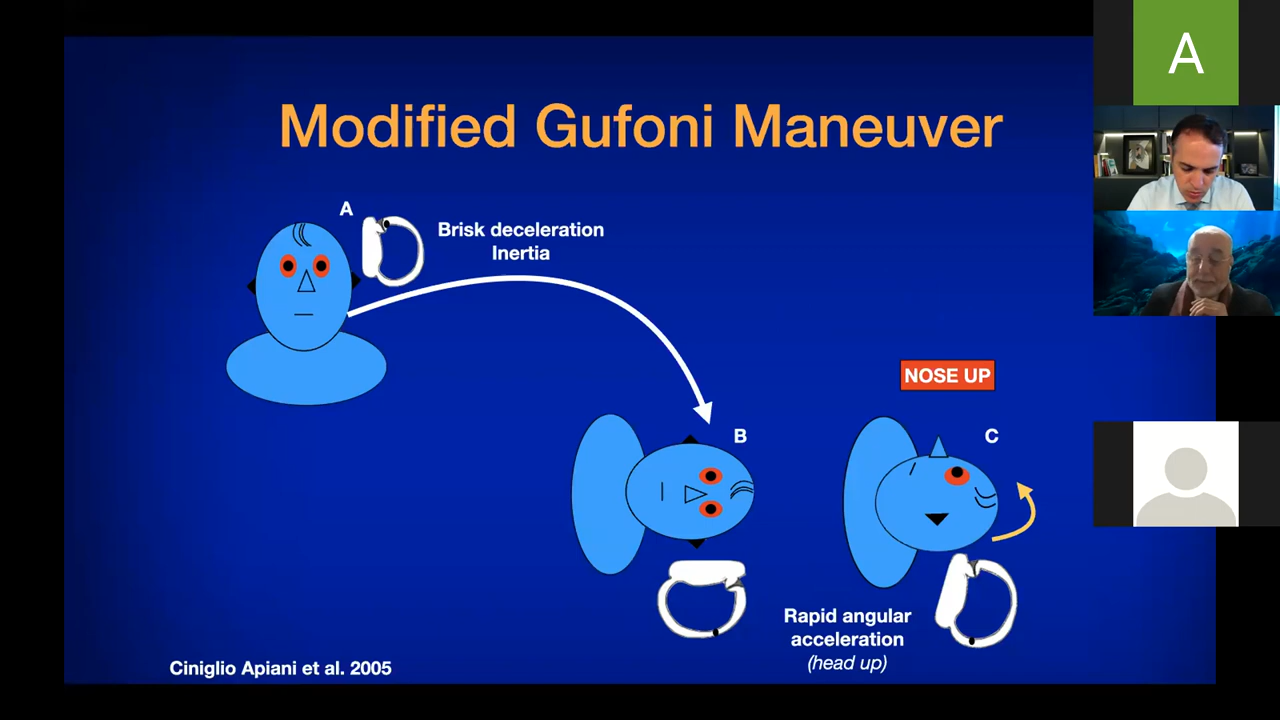 A
Modified Gufoni Maneuver
A
Brisk deceleration
Inertia
NOSE UP
B
C
Rapid angular
acceleration
(head up)
Ciniglio Apiani et al. 2005